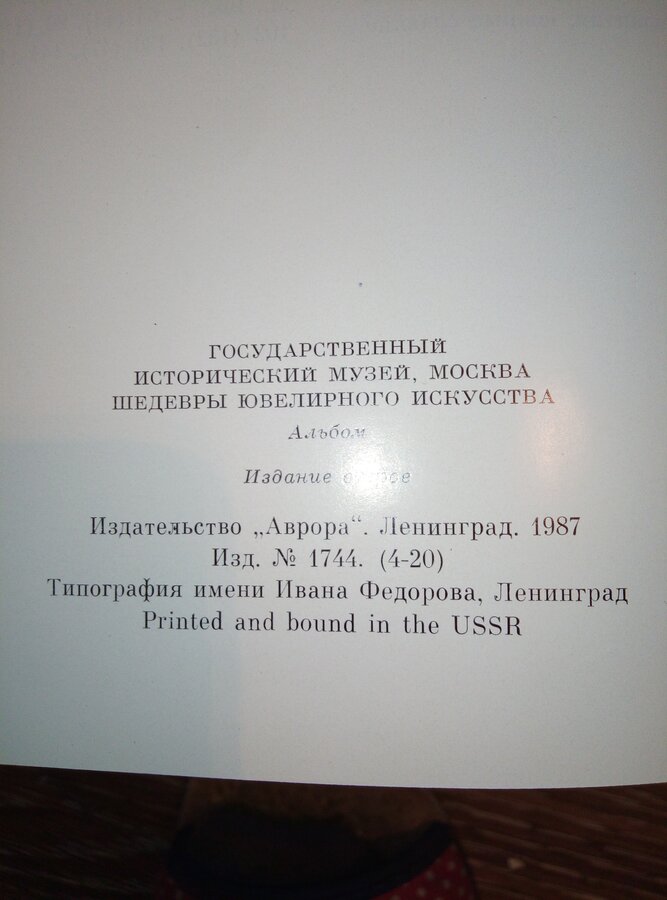 ГОСУДАРСТВЕННЫЙ
ИСТОРИЧЕСКИЙ МУЗЕЙ, МОСКВА
ШЕДЕВРЫ ЮВЕЛИРНОГО ИСКУССТВА
Альбом
Издание
Издательство „Аврора“. Ленинград. 1987
Изд. № 1744. (4-20)
Типография имени Ивана Федорова, Ленинград
Printed and bound in the USSR